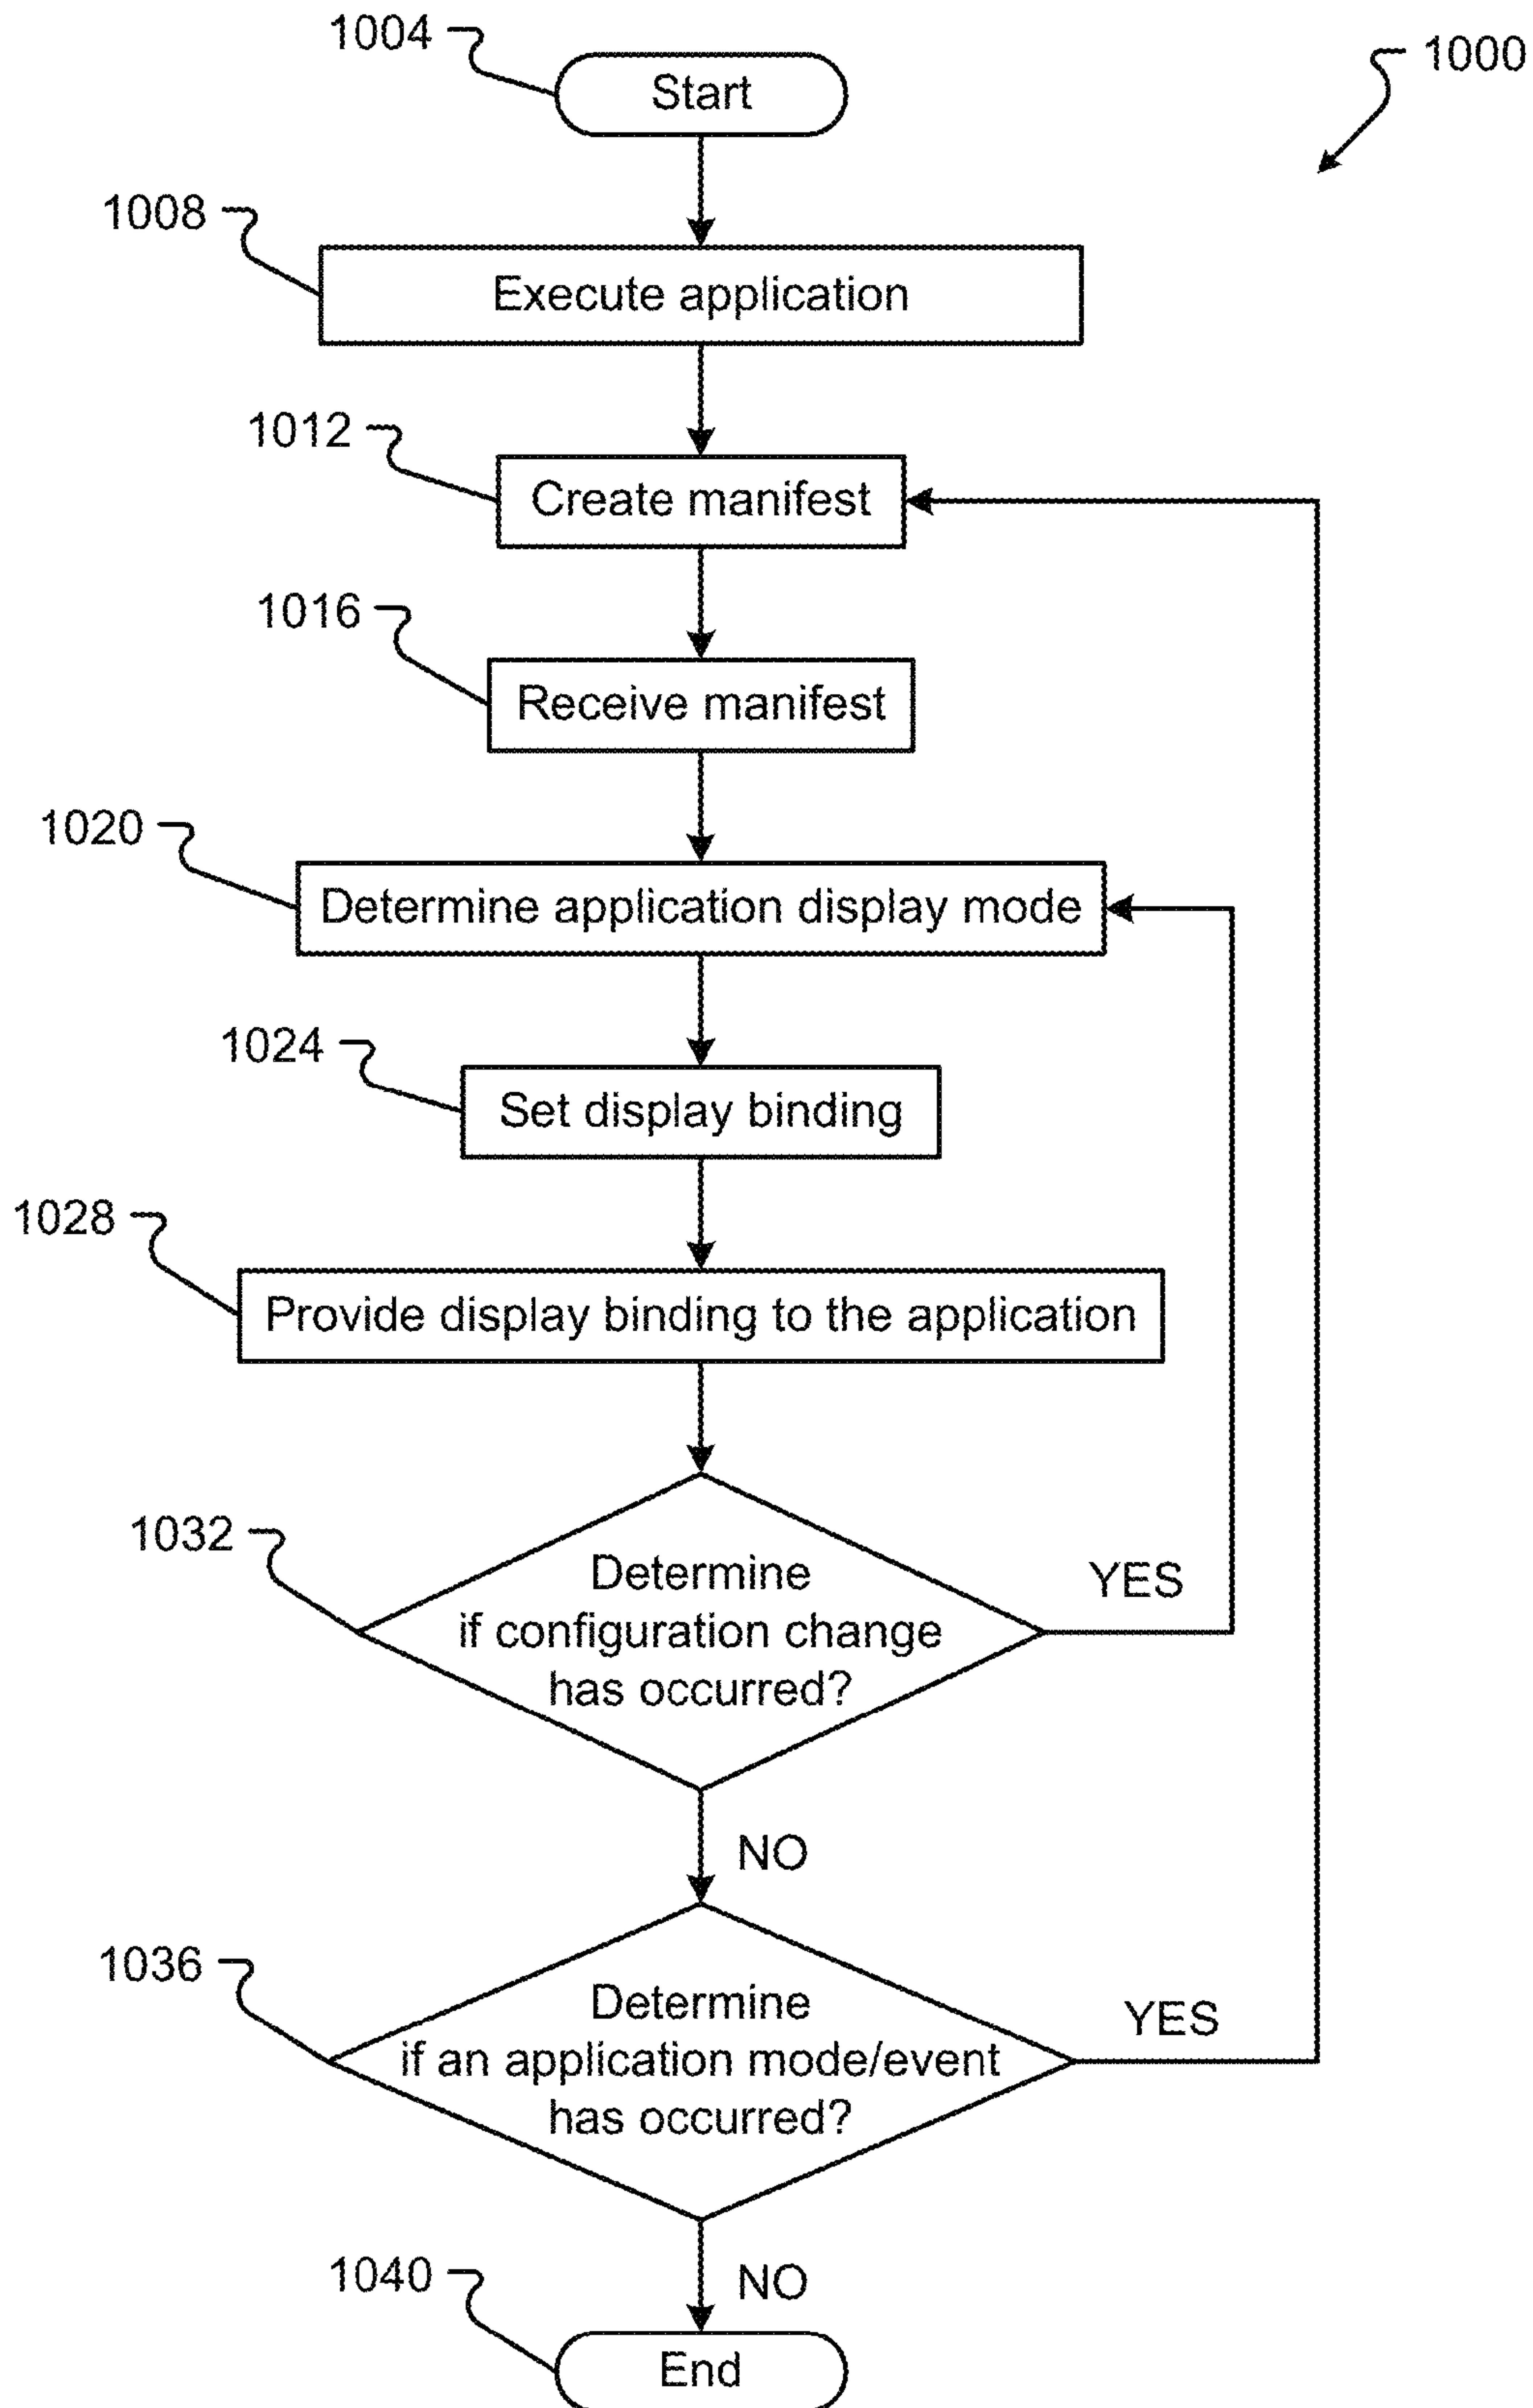 1004
Start
1000
1008
Execute application
1012
Create manifest
1016
Receive manifest
1020
Determine application display mode
1024
Set display binding
1028
Provide display binding to the application
1032
Determine
if configuration change
has occurred?
YES
NO
1036
Determine
if an application mode/event
has occurred?
YES
NO
1040
End